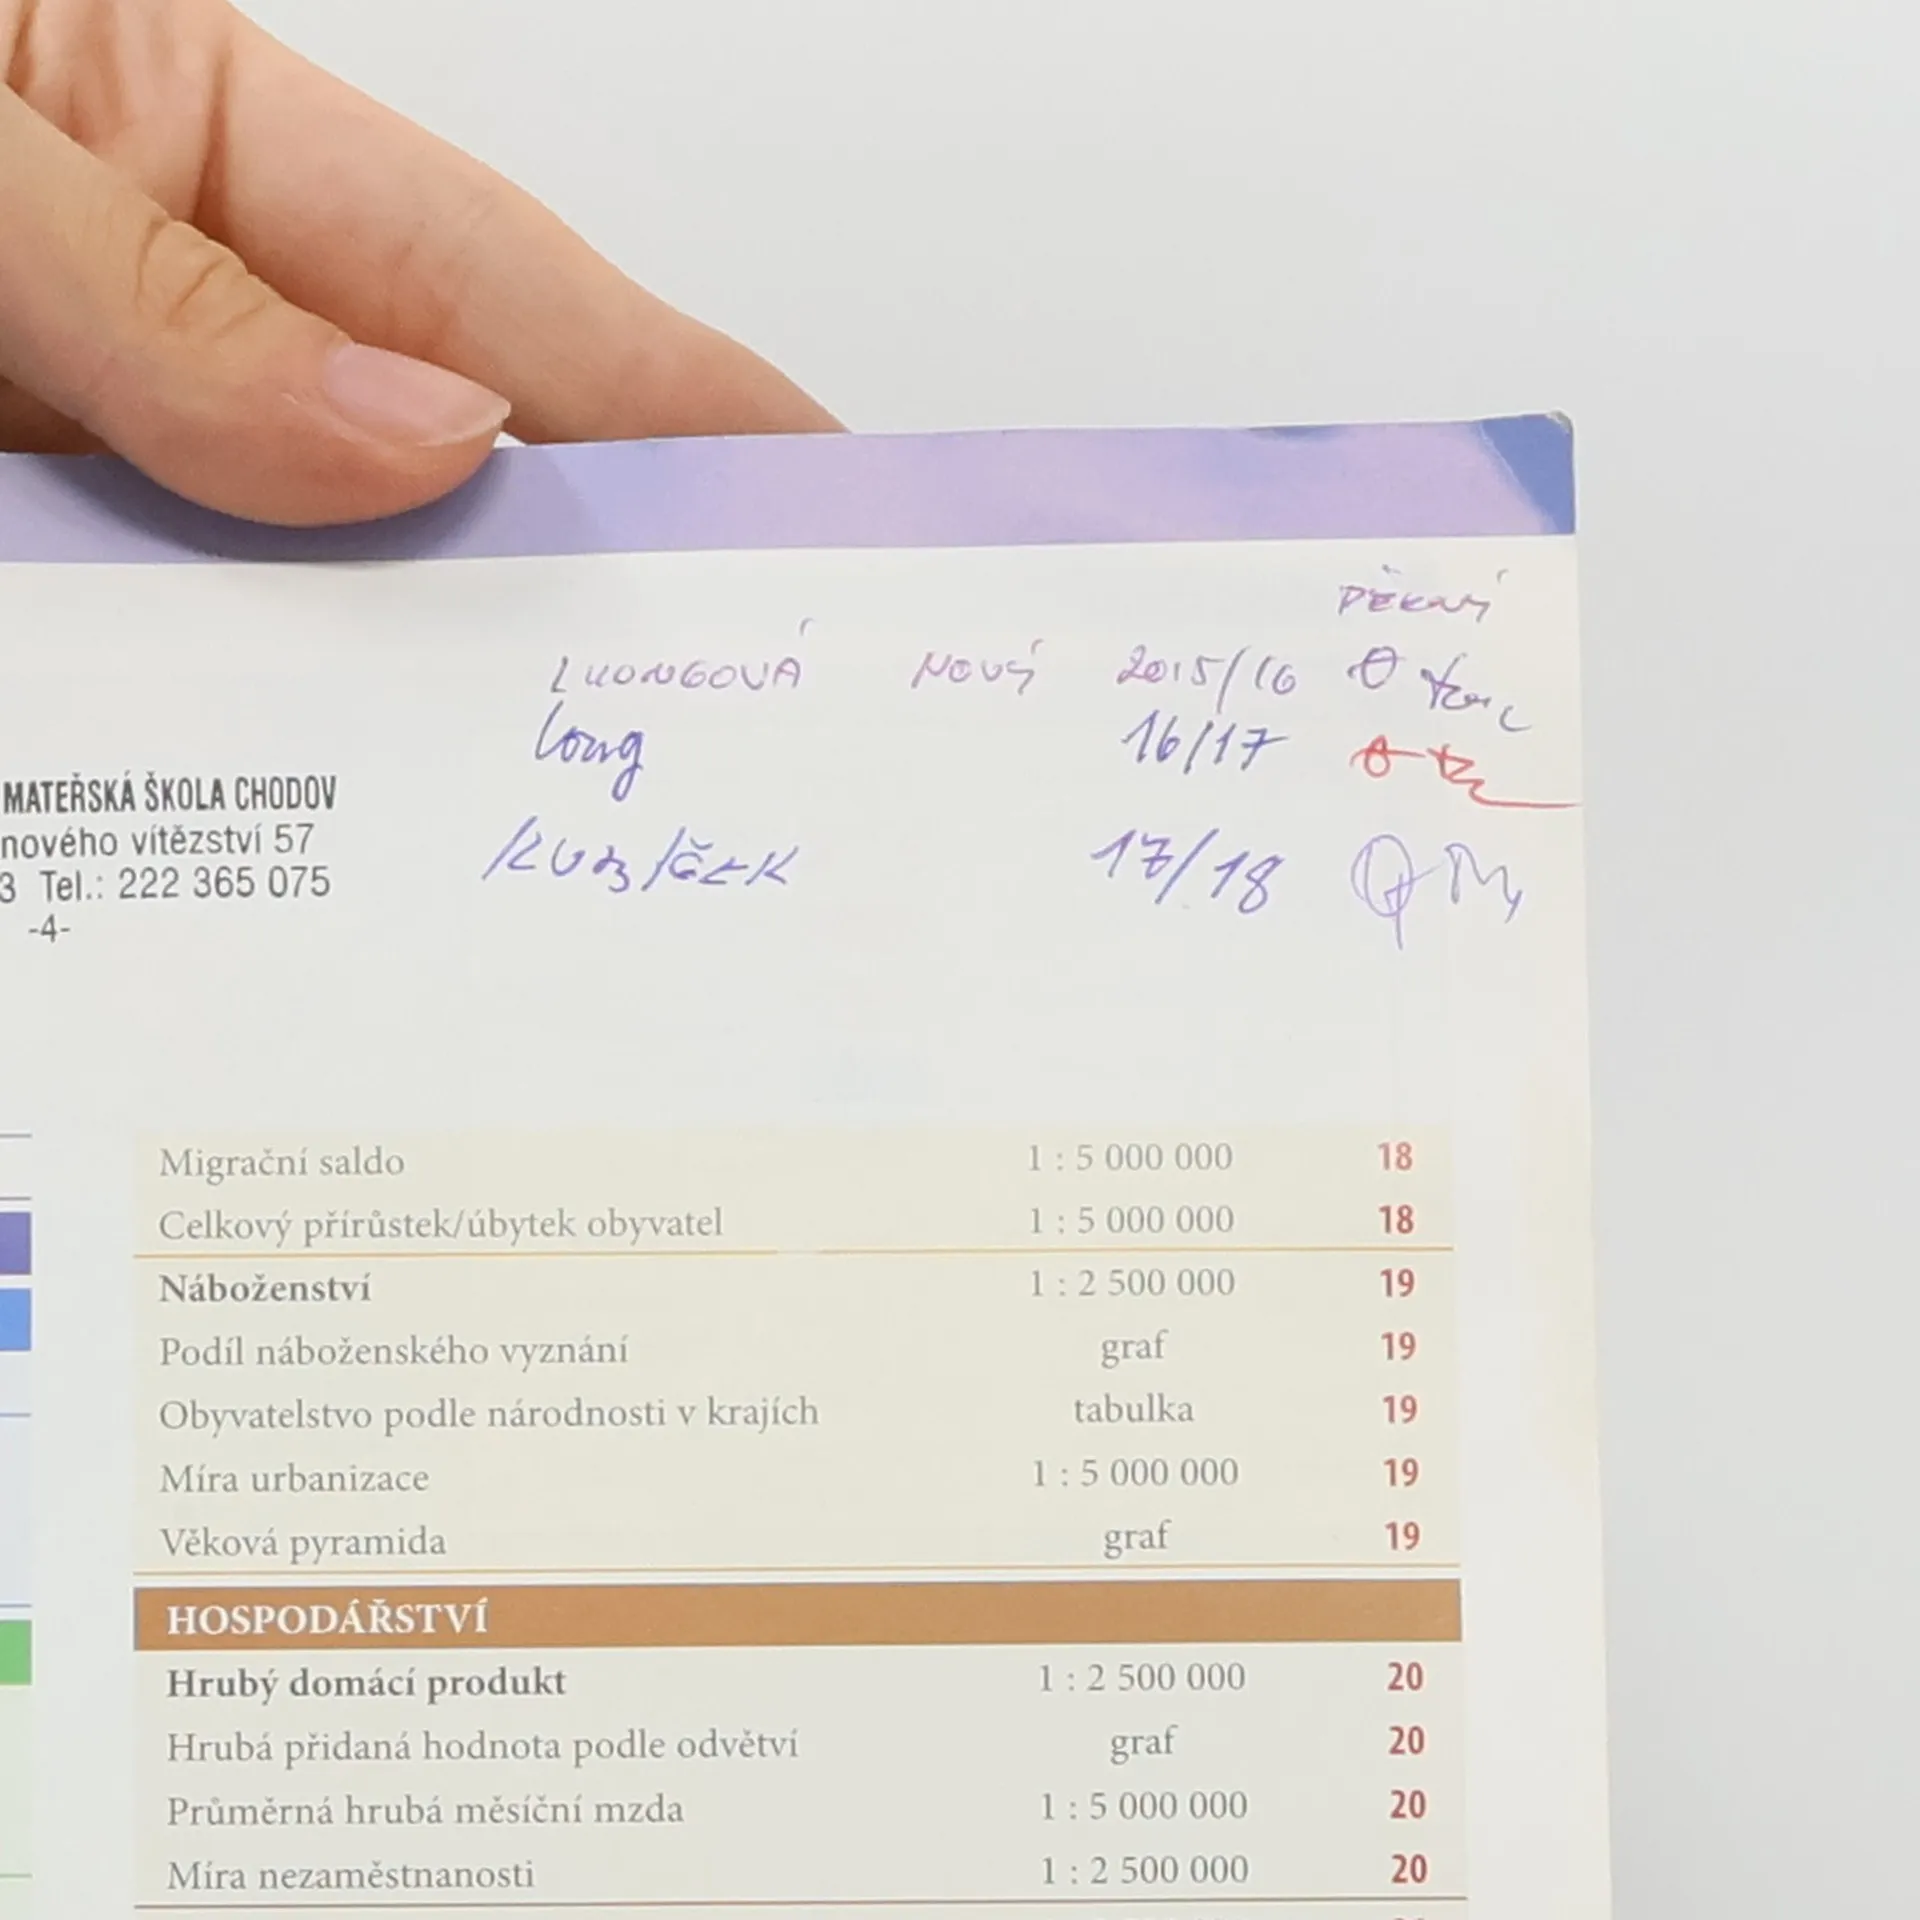 PĚKNÝ
LUONGOVÁ NOVÝ 2015/16
Long 16/17
MATEŘSKÁ ŠKOLA CHODOV
nového vítězství 57
KUBÍČEK 17/18
3 Tel.: 222 365 075
-4-
Migrační saldo 1 : 5 000 000 18
Celkový přírůstek/úbytek obyvatel 1 : 5 000 000 18
Náboženství 1 : 2 500 000 19
Podíl náboženského vyznání graf 19
Obyvatelstvo podle národnosti v krajích tabulka 19
Míra urbanizace 1 : 5 000 000 19
Věková pyramida graf 19
HOSPODÁŘSTVÍ
Hrubý domácí produkt 1 : 2 500 000 20
Hrubá přidaná hodnota podle odvětví graf 20
Průměrná hrubá měsíční mzda 1 : 5 000 000 20
Míra nezaměstnanosti 1 : 2 500 000 20